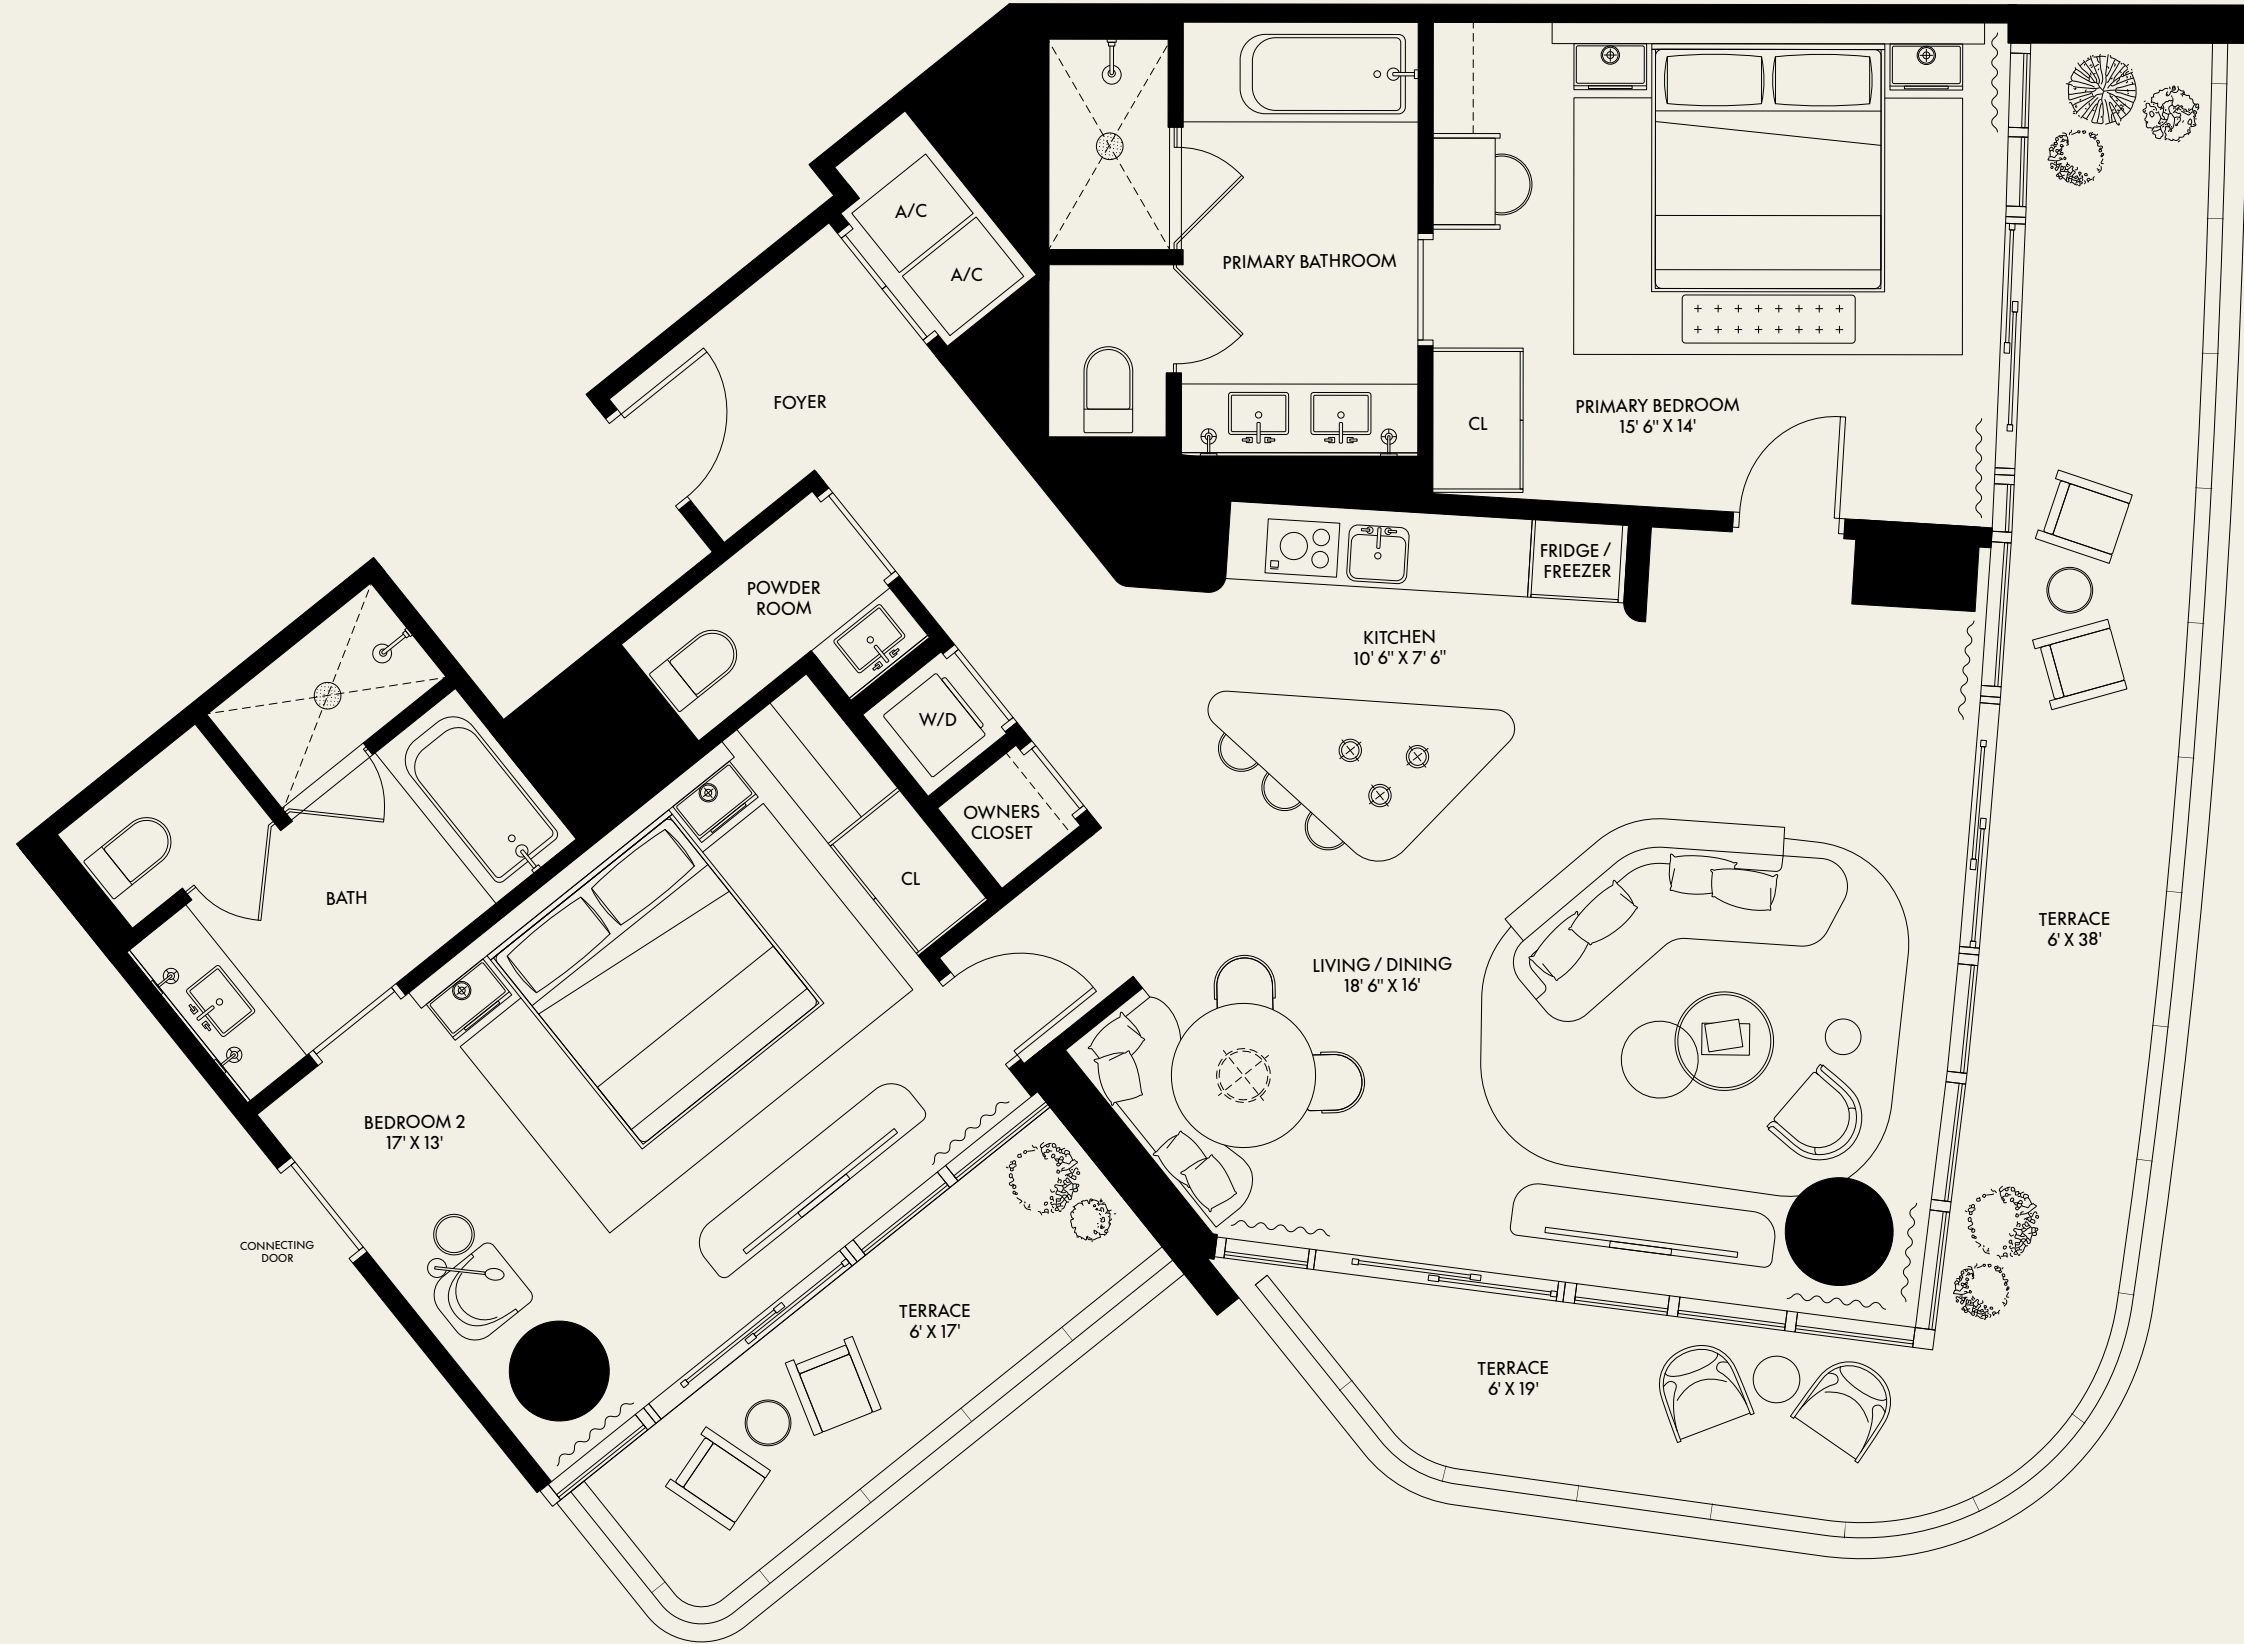 A/C
A/C
PRIMARY BATHROOM
FOYER
PRIMARY BEDROOM
15' 6" X 14'
CL
FRIDGE /
FREEZER
POWDER
ROOM
KITCHEN
10' 6" X 7' 6"
W/D
OWNERS
CLOSET
CL
BATH
TERRACE
6' X 38'
LIVING / DINING
18' 6" X 16'
BEDROOM 2
17' X 13'
CONNECTING
DOOR
TERRACE
6' X 17'
TERRACE
6' X 19'